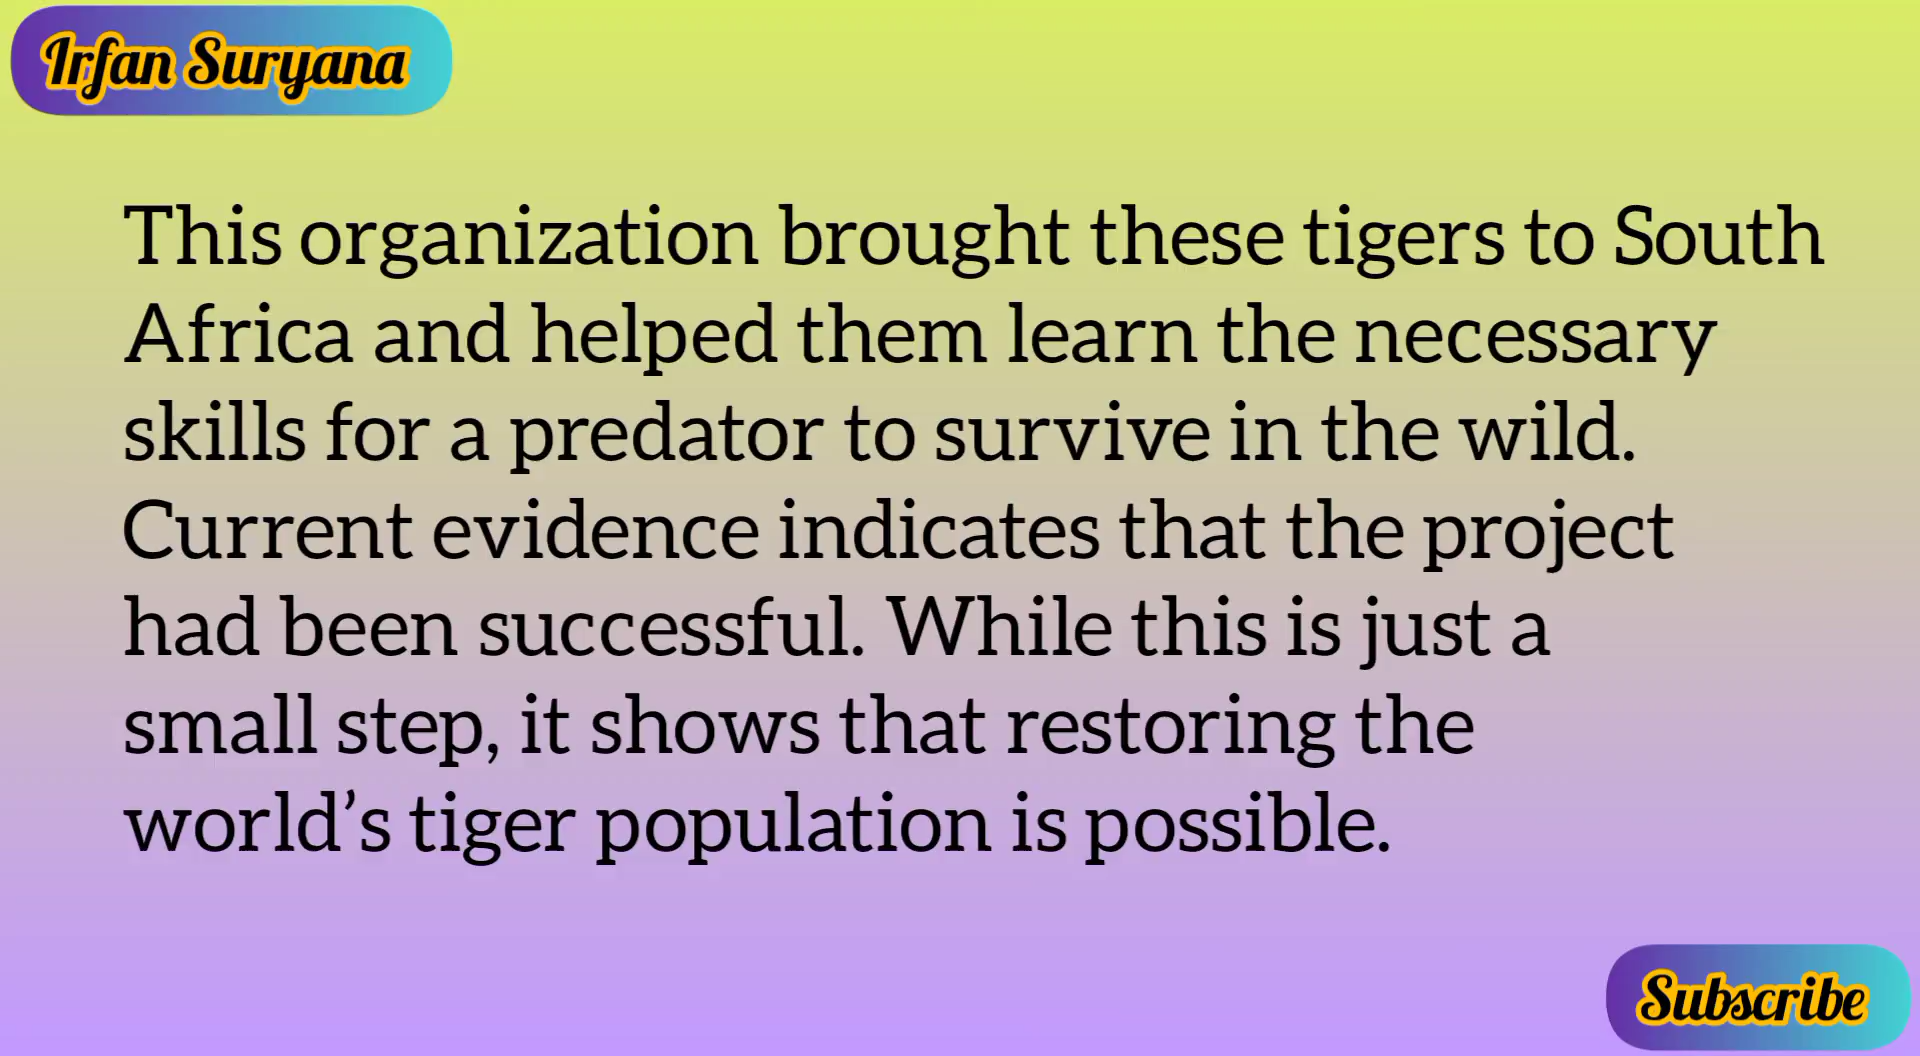 Irfan Suryana
This organization brought these tigers to South
Africa and helped them learn the necessary
skills for a predator to survive in the wild.
Current evidence indicates that the project
had been successful. While this is just a
small step, it shows that restoring the
world’s tiger population is possible.
Subscribe